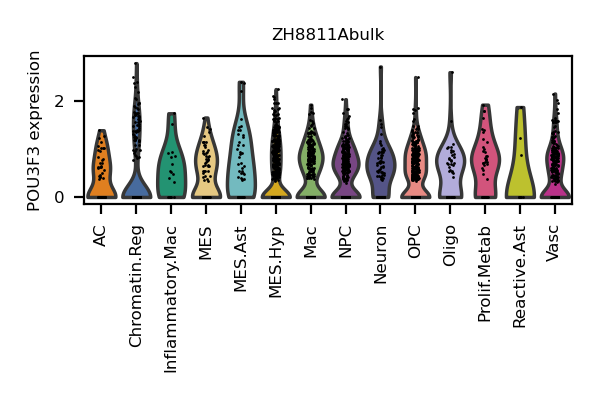 ZH8811Abulk
POU3F3 expression
2
0
AC
Chromatin.Reg
Inflammatory.Mac
MES
MES.Ast
MES.Hyp
Mac
NPC
Neuron
OPC
Oligo
Prolif.Metab
Reactive.Ast
Vasc